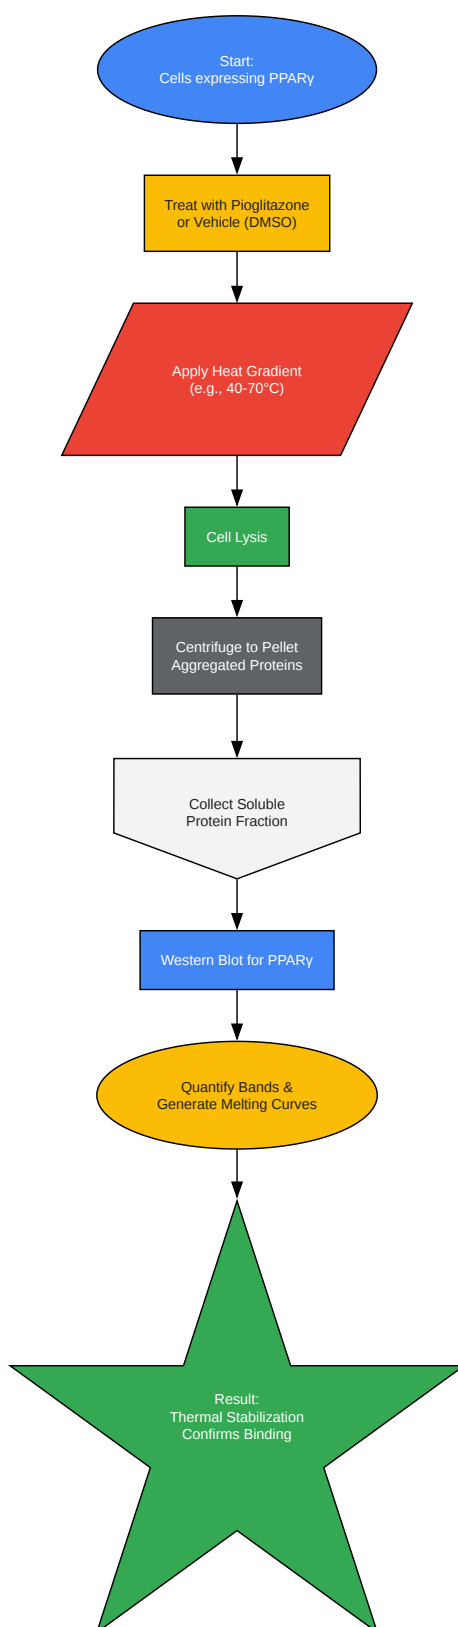 Start:
Cells expressing PPARγ
Treat with Pioglitazone
or Vehicle (DMSO)
Apply Heat Gradient
(e.g., 40-70°C)
Cell Lysis
Centrifuge to Pellet
Aggregated Proteins
Collect Soluble
Protein Fraction
Western Blot for PPARγ
Quantify Bands &
Generate Melting Curves
Result:
Thermal Stabilization
Confirms Binding